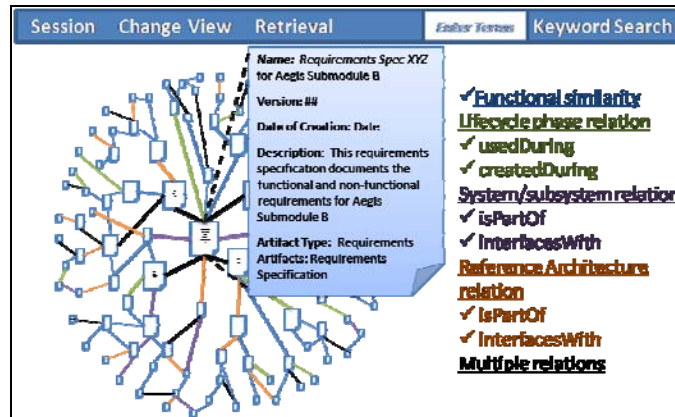 Session Change View Retrieval Enter Terms Keyword Search
Name: Requirements Spec XYZ
for Aegis Submodule B
Version: ##
Date of Creation: Date
Description: This requirements
specification documents the
functional and non-functional
requirements for Aegis
Submodule B
Artifact Type: Requirements
Artifacts: Requirements
Specification
✓Functional similarity
Lifecycle phase relation
✓ usedDuring
✓ createdDuring
System/subsystem relation
✓ isPartOf
✓ interfacesWith
Reference Architecture
relation
✓ isPartOf
✓ interfacesWith
Multiple relations